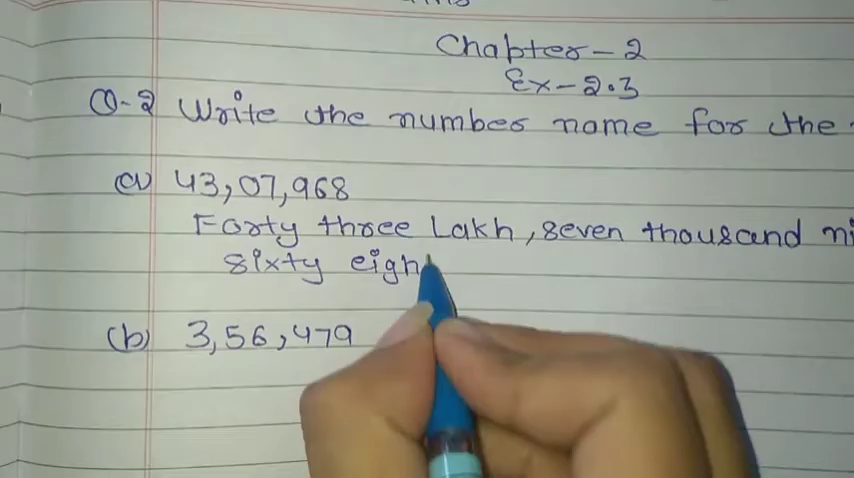 Chapter-2
Ex-2.3
Q-2 Write the number name for the
(a) 43,07,968
Forty three Lakh, seven thousand ni
sixty eigh
(b) 3,56,479